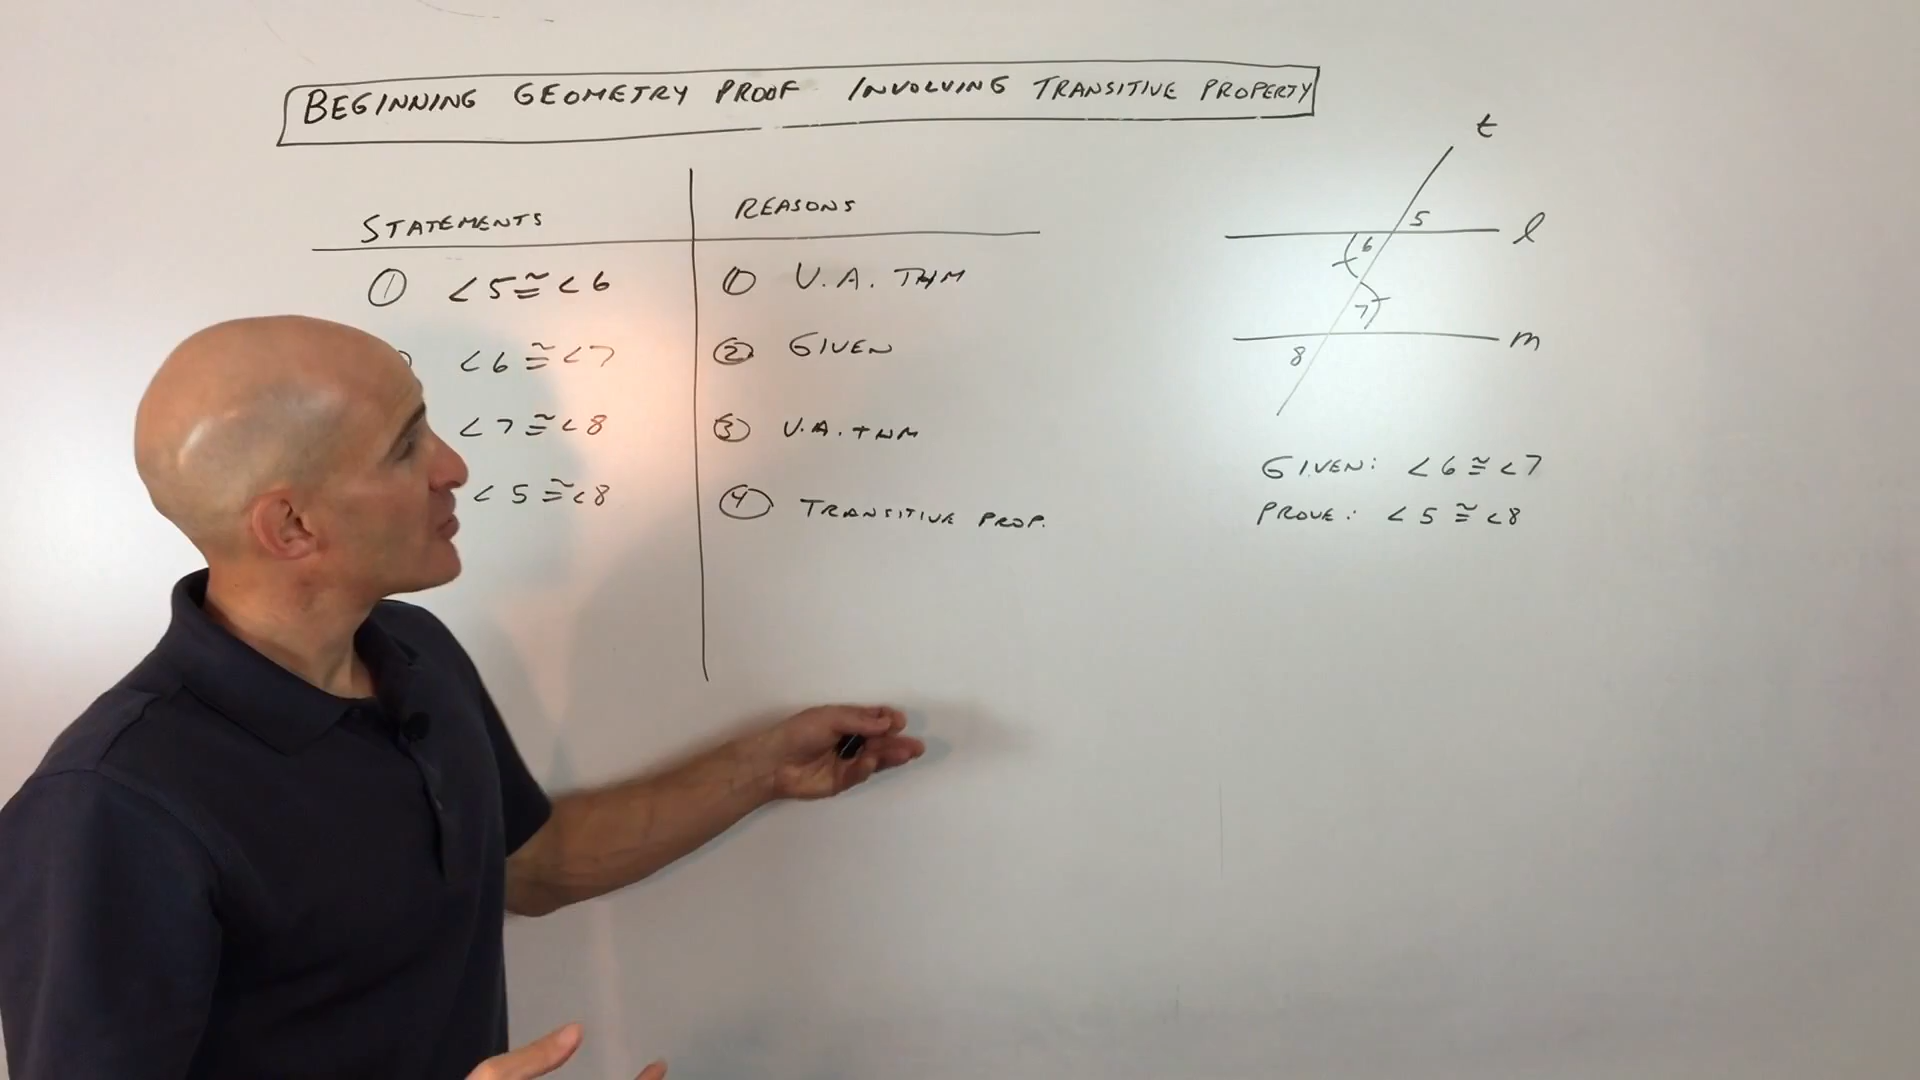 BEGINNING GEOMETRY PROOF INVOLVING TRANSITIVE PROPERTY
STATEMENTS
REASONS
① ∠5 ≅ ∠6
① V.A. THM
∠6 ≅ ∠7
② GIVEN
∠7 ≅ ∠8
③ V.A. THM
∠5 ≅ ∠8
④ TRANSITIVE PROP.
t
5
l
6
7
m
8
GIVEN: ∠6 ≅ ∠7
PROVE: ∠5 ≅ ∠8